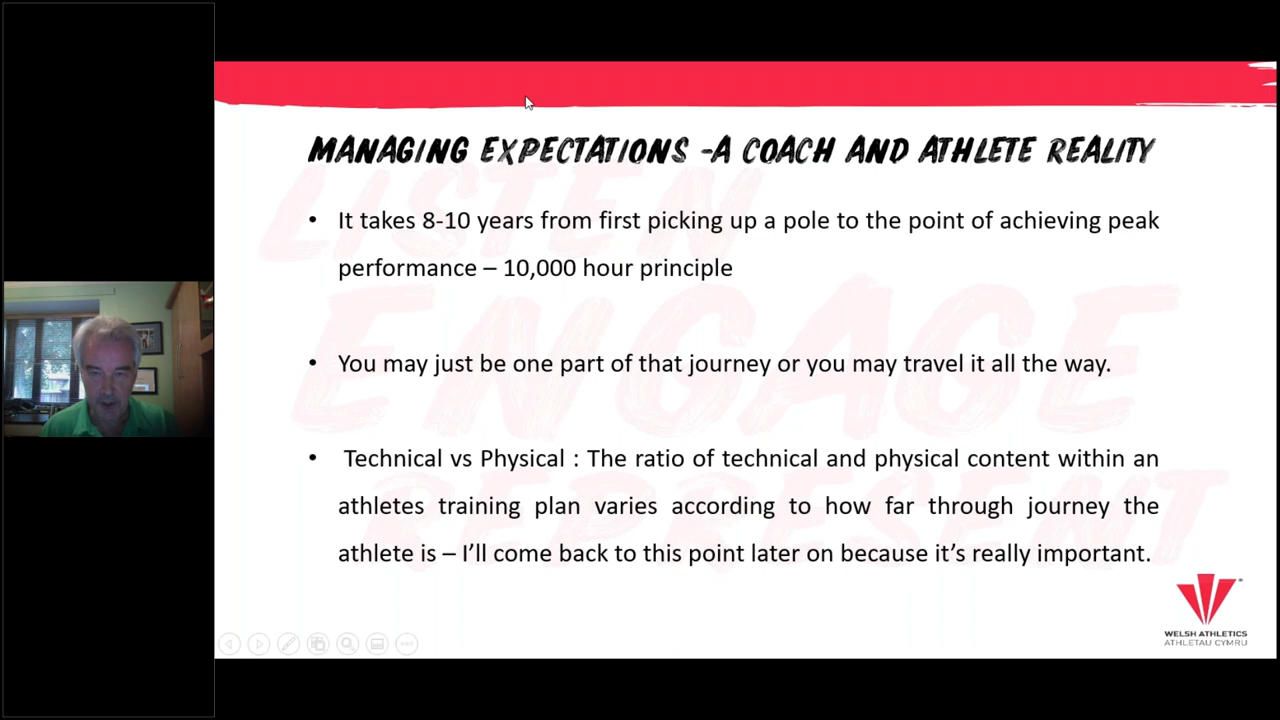 LISTEN
ENGAGE
REPRESENT
MANAGING EXPECTATIONS -A COACH AND ATHLETE REALITY
• It takes 8-10 years from first picking up a pole to the point of achieving peak
performance – 10,000 hour principle
• You may just be one part of that journey or you may travel it all the way.
• Technical vs Physical : The ratio of technical and physical content within an
athletes training plan varies according to how far through journey the
athlete is – I’ll come back to this point later on because it’s really important.
WELSH ATHLETICS
ATHLETAU CYMRU